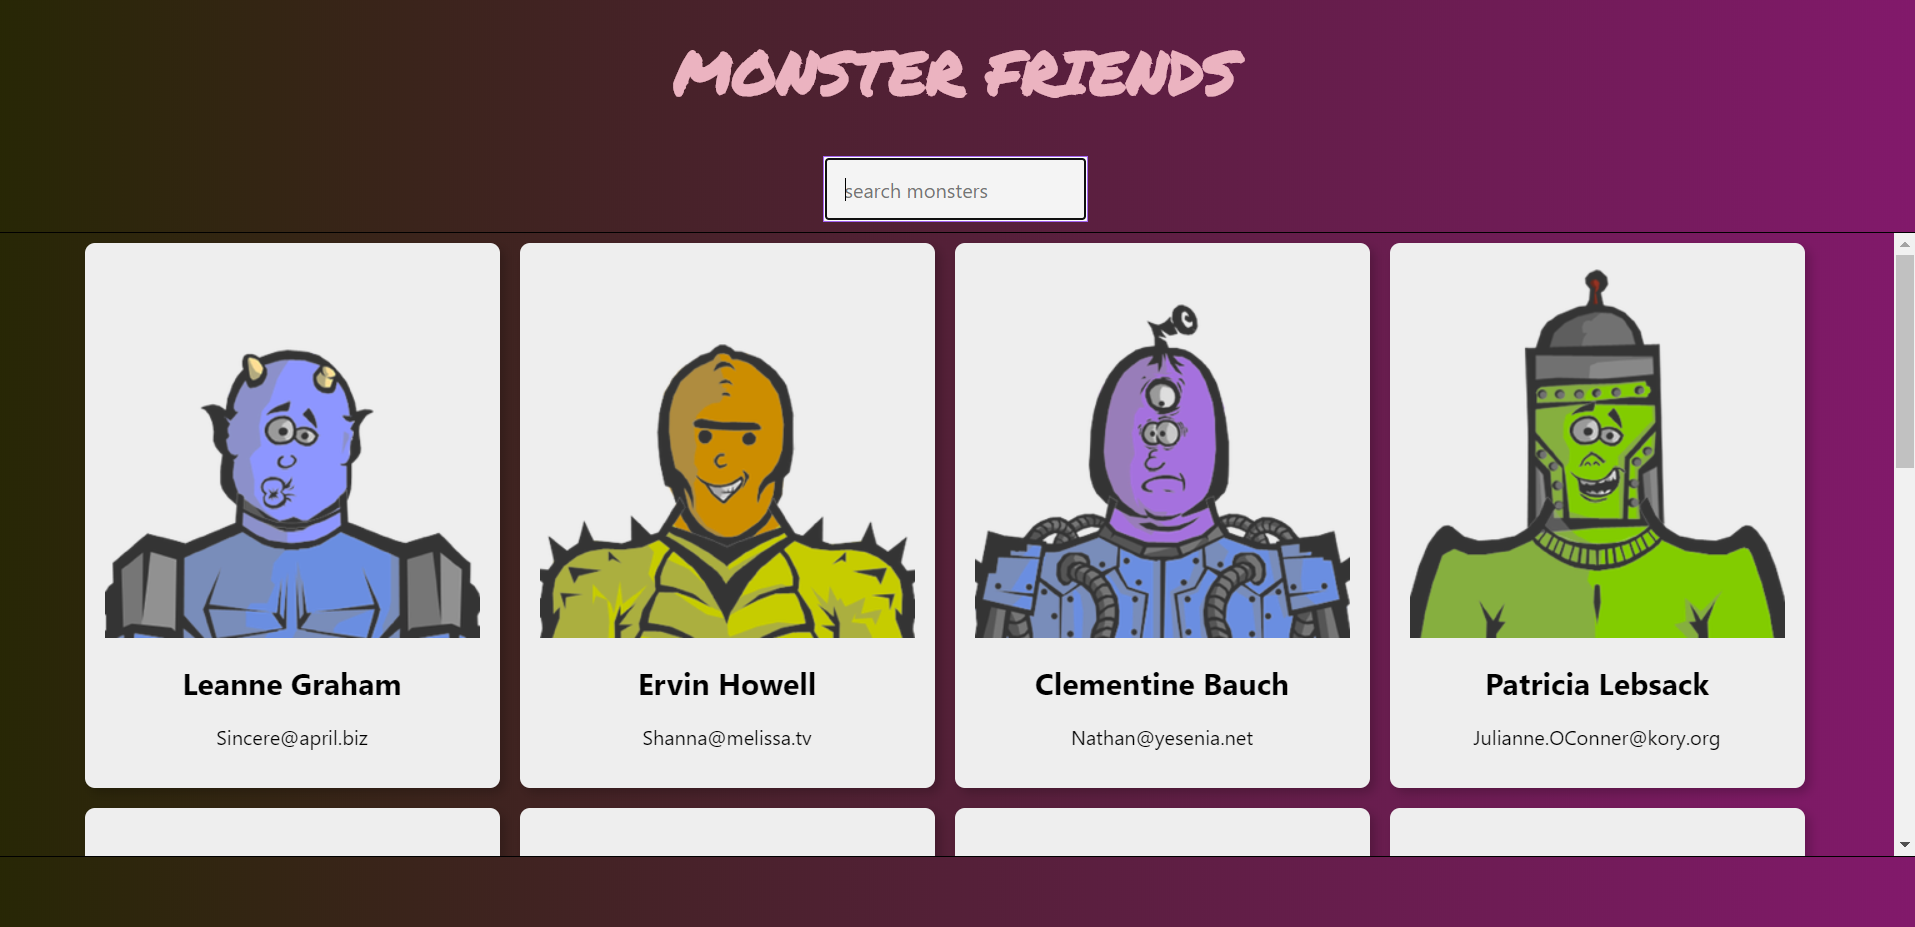 MONSTER FRIENDS
search monsters
Leanne Graham
Sincere@april.biz
Ervin Howell
Shanna@melissa.tv
Clementine Bauch
Nathan@yesenia.net
Patricia Lebsack
Julianne.OConner@kory.org